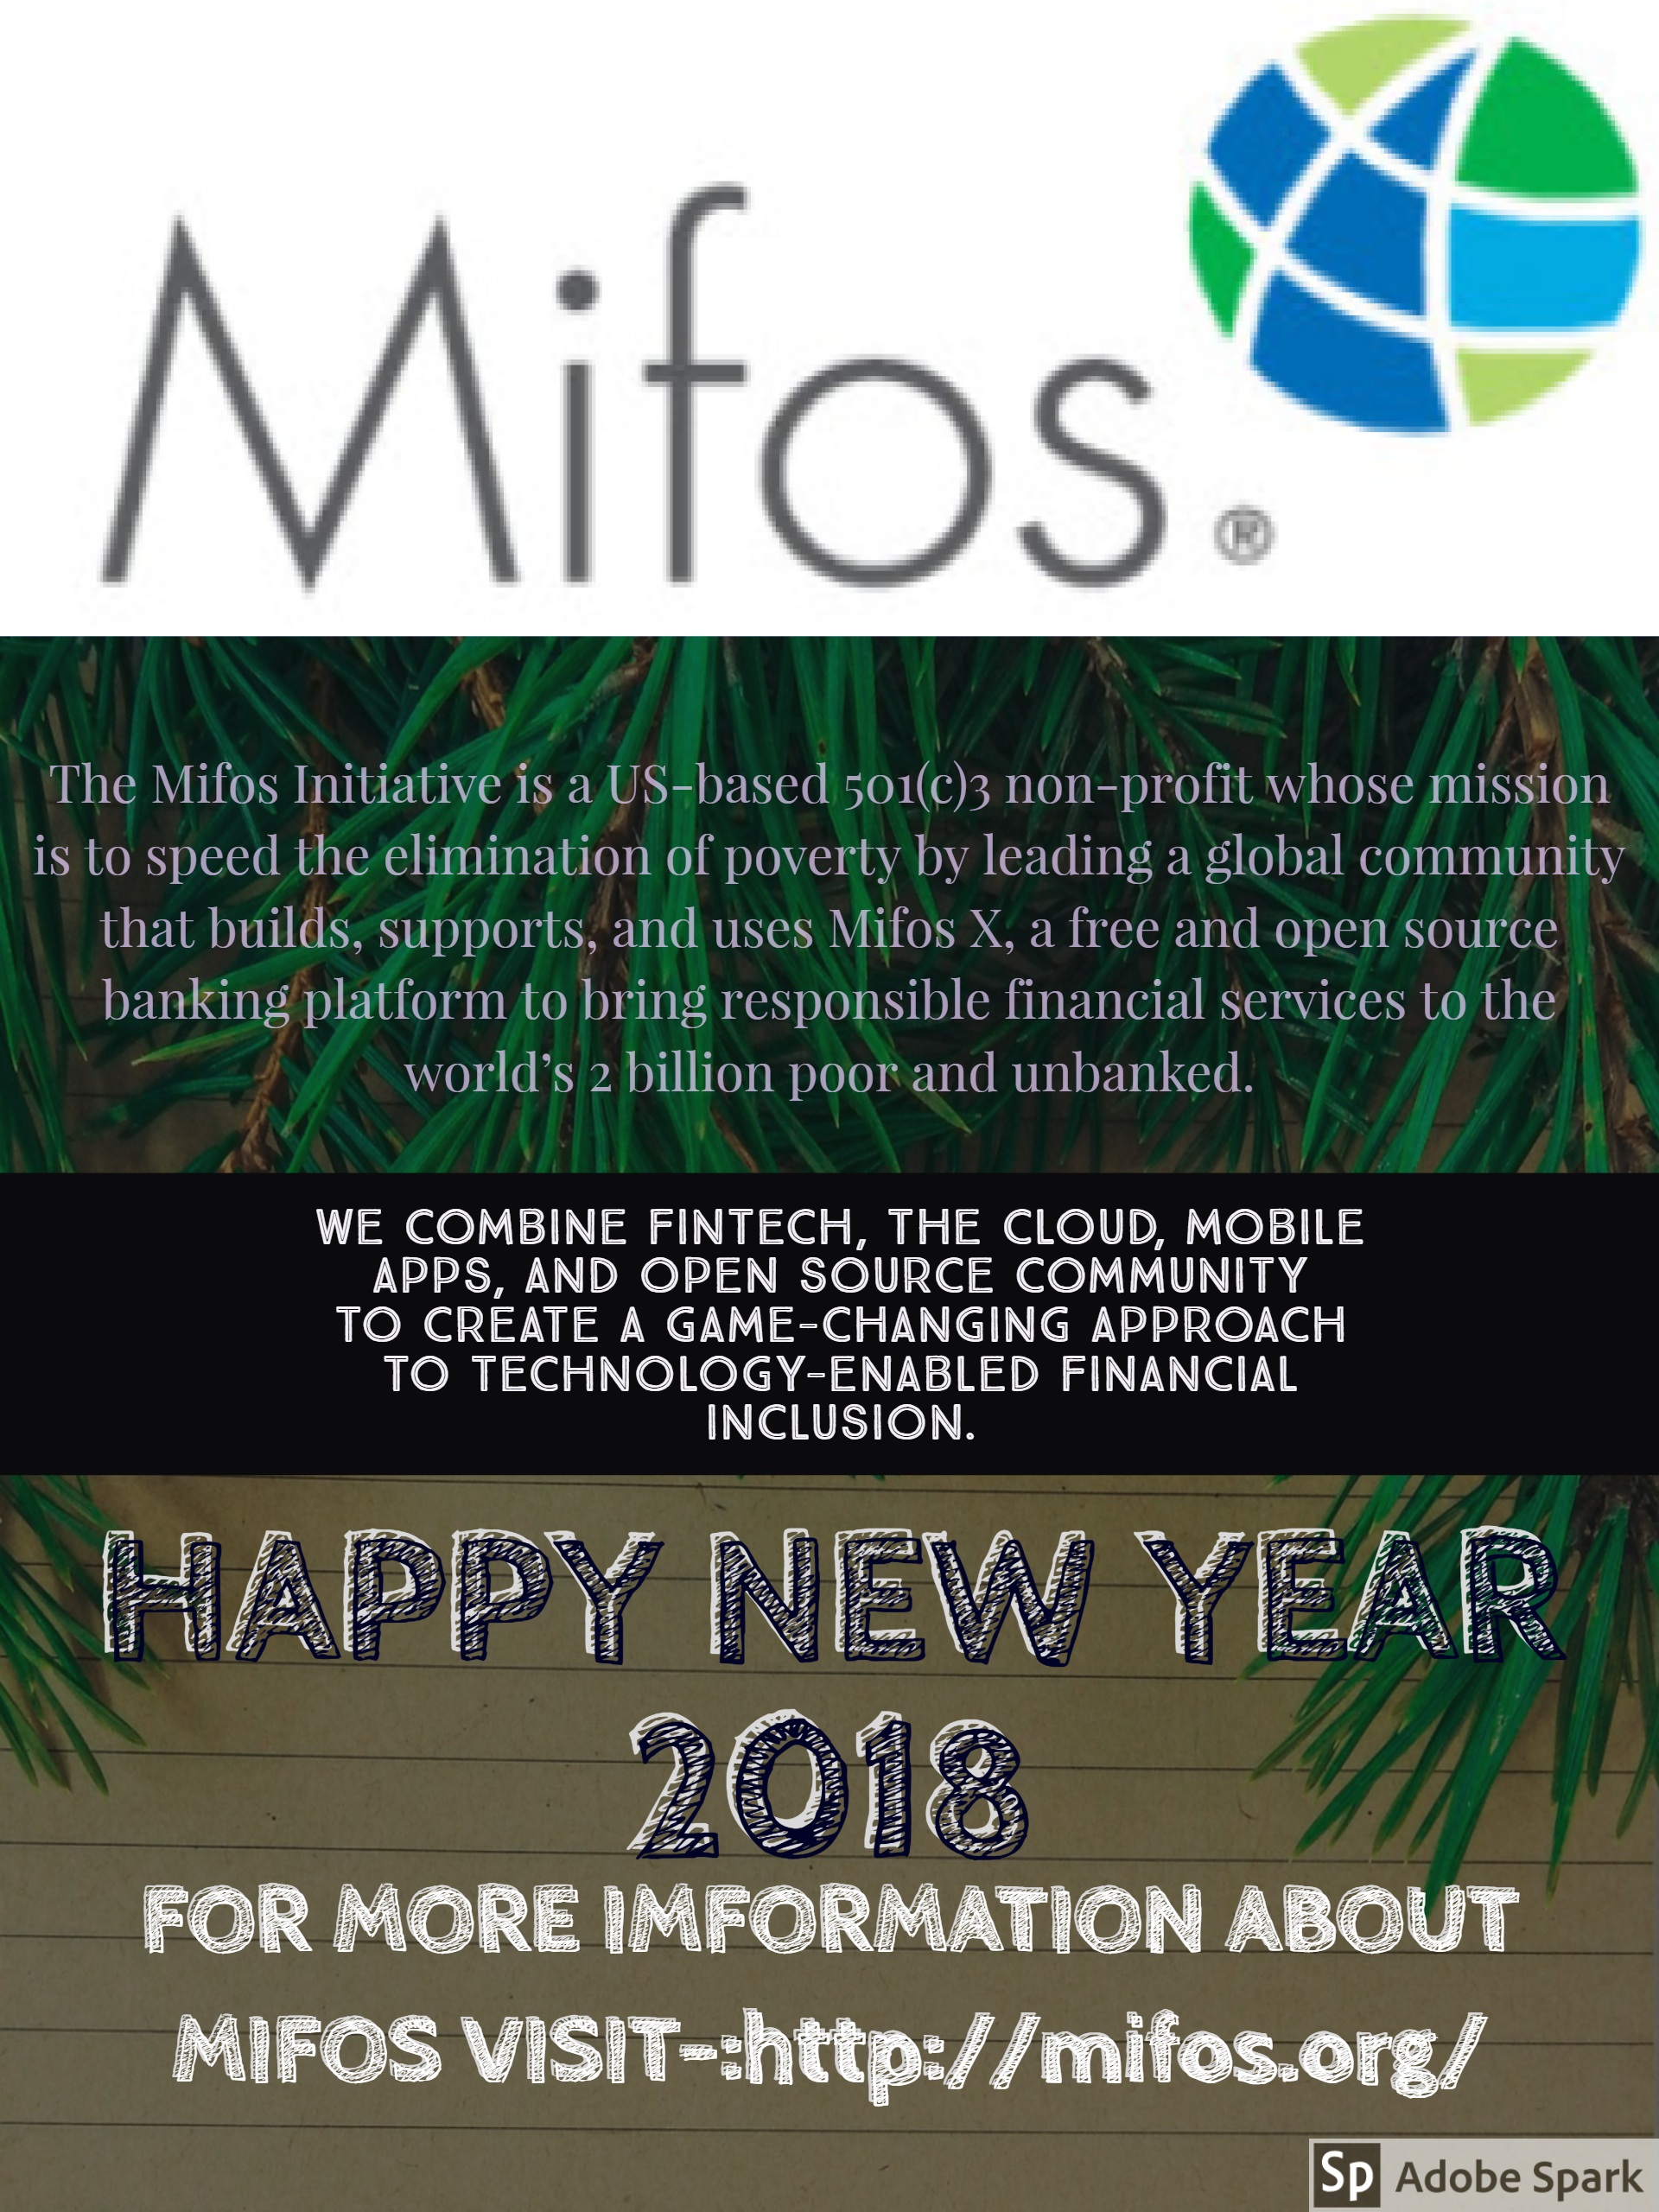 Mifos®
The Mifos Initiative is a US-based 501(c)3 non-profit whose mission
is to speed the elimination of poverty by leading a global community
that builds, supports, and uses Mifos X, a free and open source
banking platform to bring responsible financial services to the
world’s 2 billion poor and unbanked.
WE COMBINE FINTECH, THE CLOUD, MOBILE
APPS, AND OPEN SOURCE COMMUNITY
TO CREATE A GAME-CHANGING APPROACH
TO TECHNOLOGY-ENABLED FINANCIAL
INCLUSION.
HAPPY NEW YEAR
2018
FOR MORE IMFORMATION ABOUT
MIFOS VISIT-:http://mifos.org/
Sp Adobe Spark